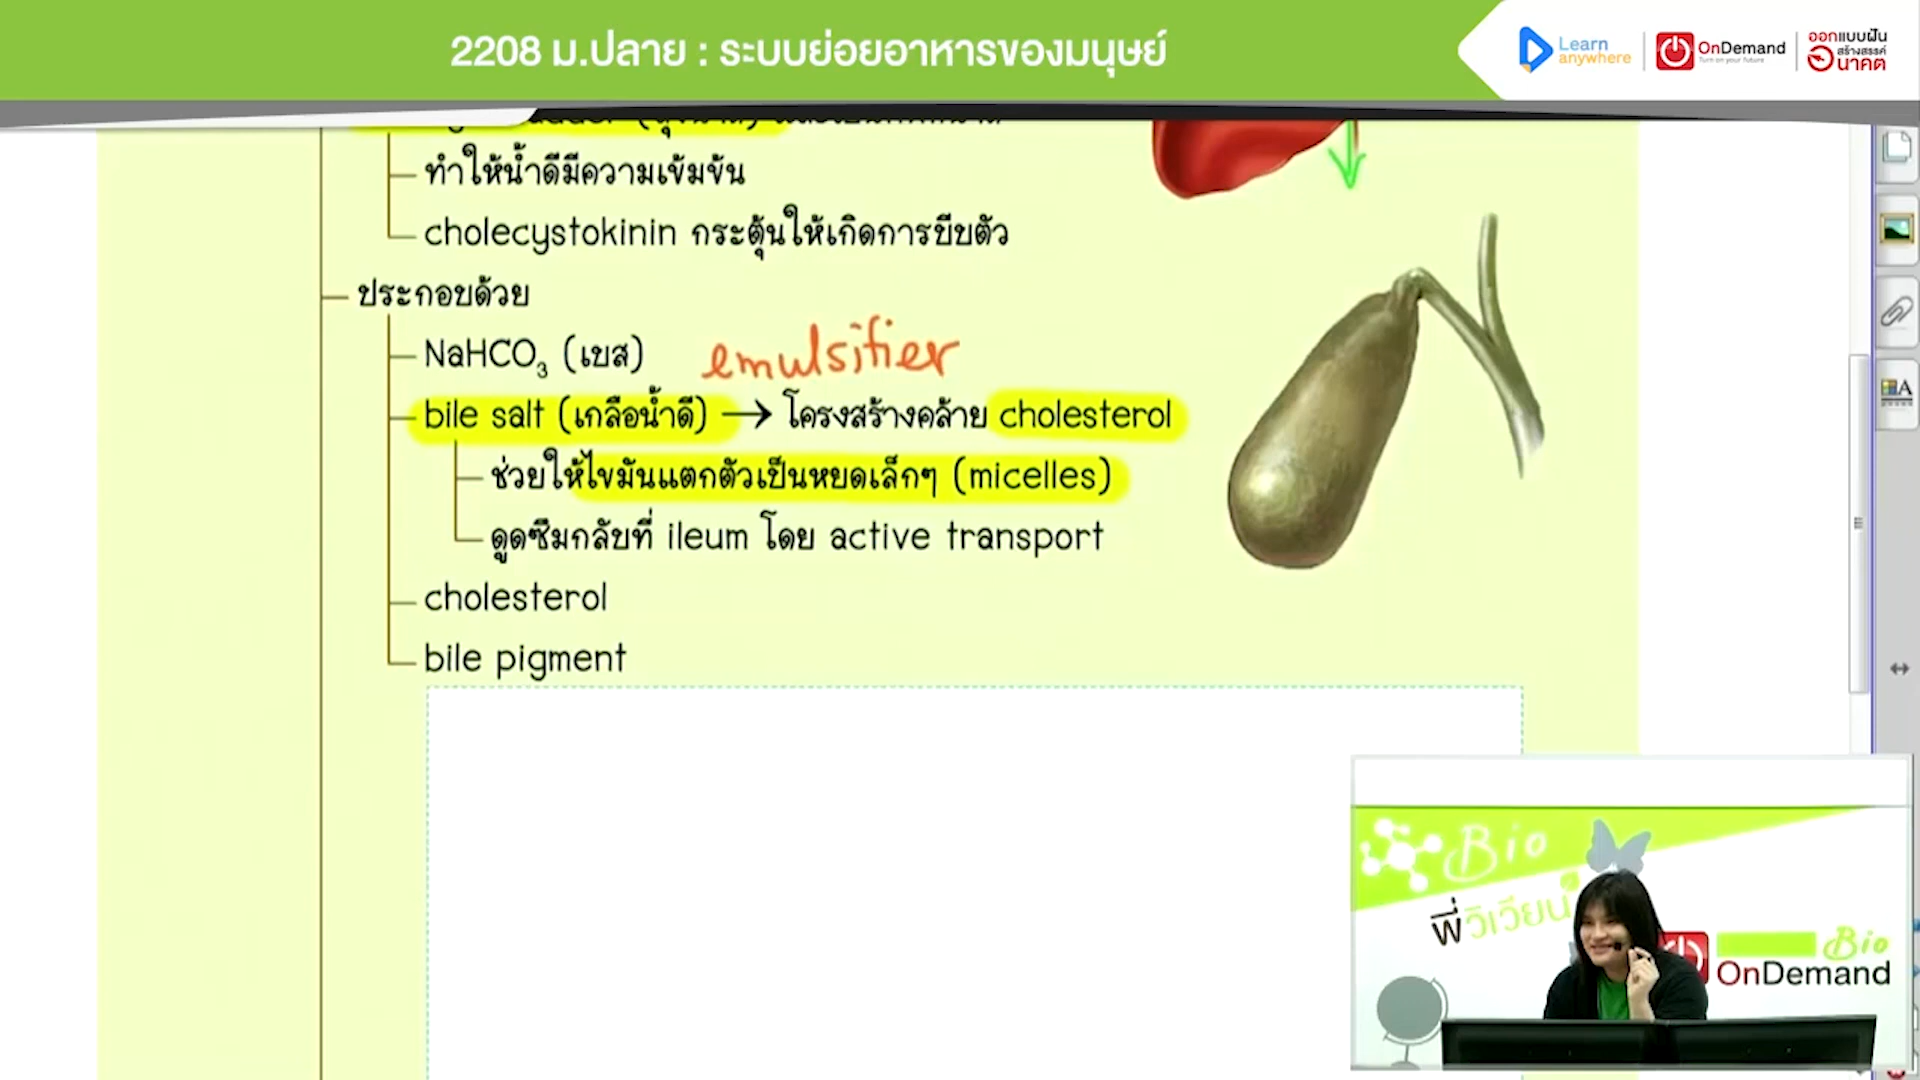 2208 ม.ปลาย : ระบบย่อยอาหารของมนุษย์
Learn anywhere
OnDemand
Turn on your future
ออกแบบฝัน
สร้างสรรค์
อนาคต
ทำให้น้ำดีมีความเข้มข้น
cholecystokinin กระตุ้นให้เกิดการบีบตัว
ประกอบด้วย
NaHCO₃ (เบส) emulsifier
bile salt (เกลือน้ำดี) → โครงสร้างคล้าย cholesterol
ช่วยให้ไขมันแตกตัวเป็นหยดเล็กๆ (micelles)
ดูดซึมกลับที่ ileum โดย active transport
cholesterol
bile pigment
Bio
พี่วิเวียน
Bio
OnDemand